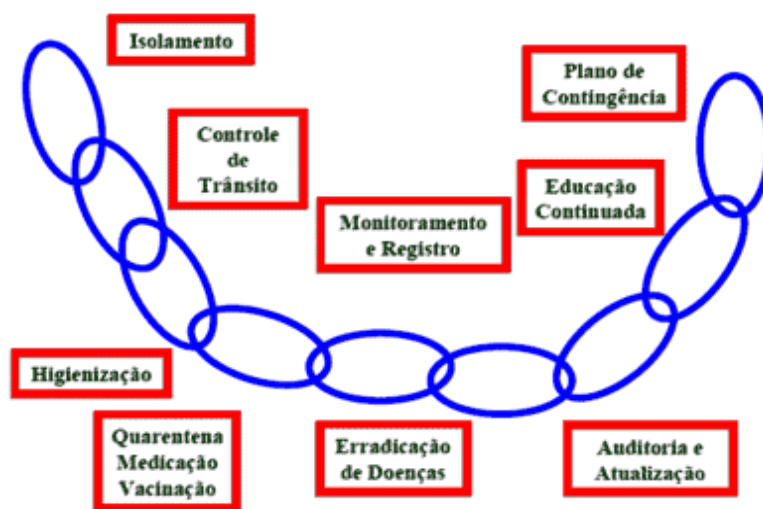 Isolamento
Plano de
Contingência
Controle
de
Trânsito
Educação
Continuada
Monitoramento
e Registro
Higienização
Quarentena
Medicação
Vacinação
Erradicação
de Doenças
Auditoria e
Atualização